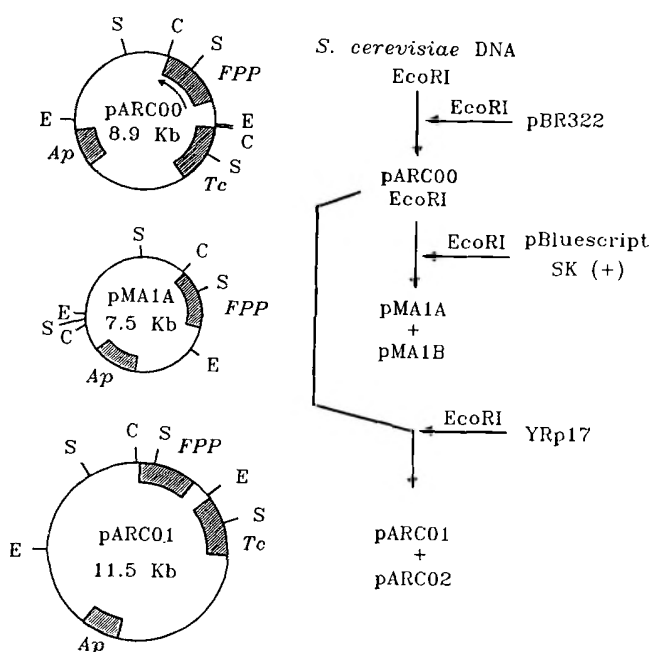 S
C
S
FPP
pARC00
8.9 Kb
E
E
C
S
Ap
Tc
S
C
S
FPP
pMA1A
7.5 Kb
E
S
C
E
Ap
C
S
FPP
S
E
S
Tc
pARC01
11.5 Kb
E
Ap
S. cerevisiae DNA
EcoRI
EcoRI
pBR322
pARC00
EcoRI
EcoRI
pBluescript
SK (+)
pMA1A
+
pMA1B
EcoRI
YRp17
pARC01
+
pARC02